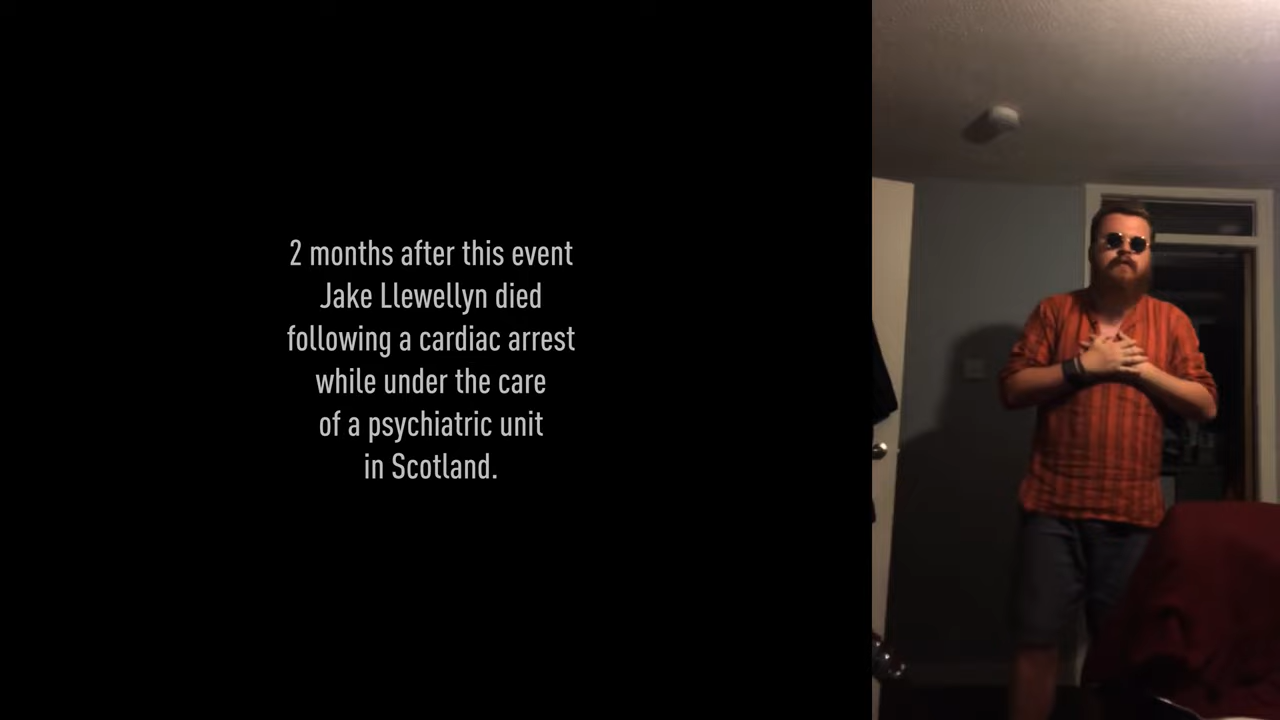 2 months after this event
Jake Llewellyn died
following a cardiac arrest
while under the care
of a psychiatric unit
in Scotland.